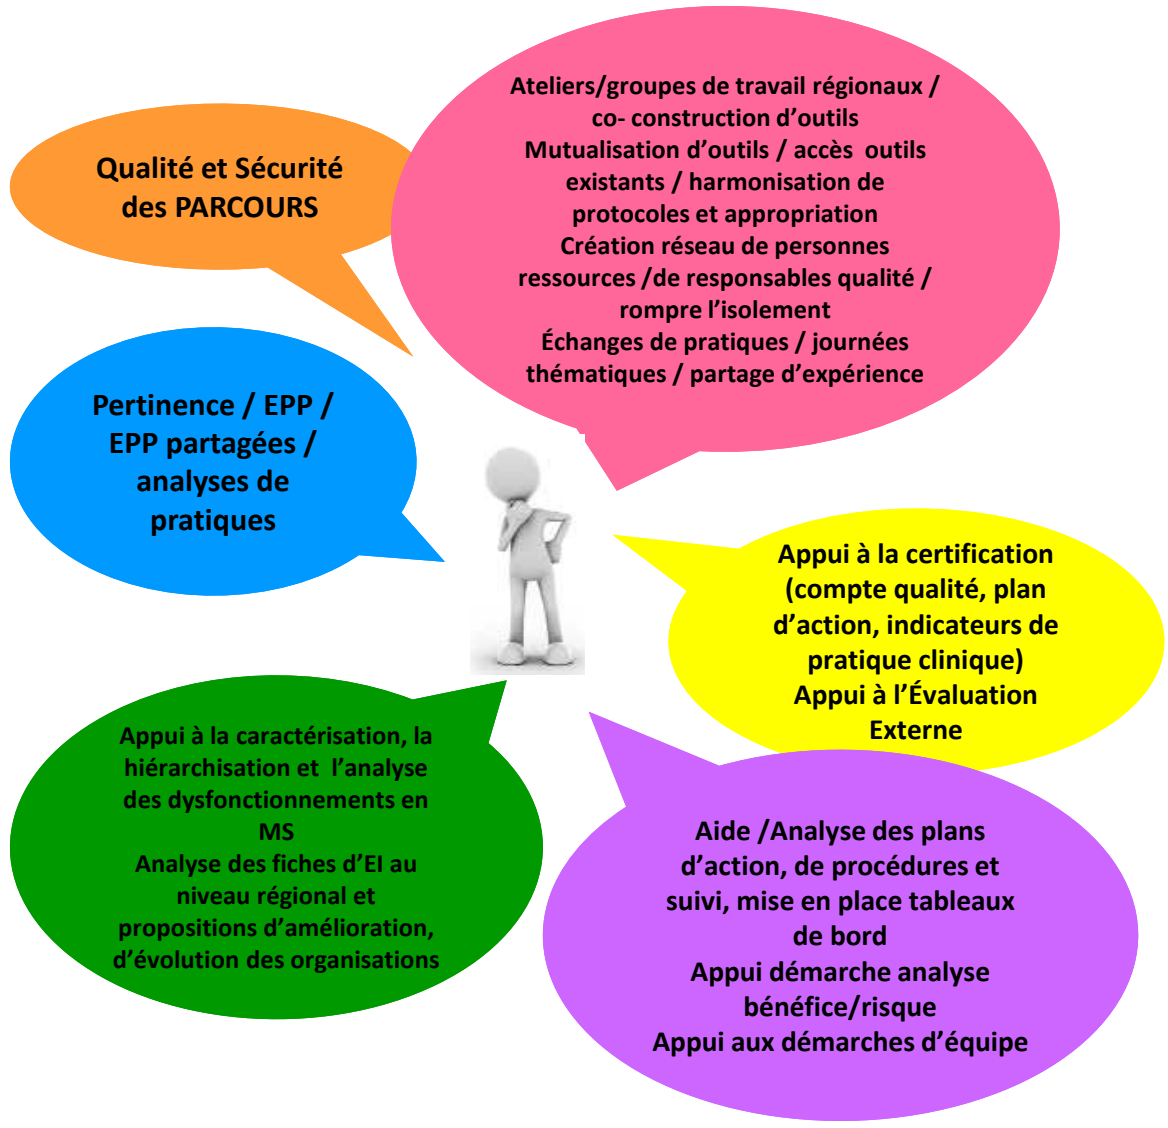 Qualité et Sécurité
des PARCOURS
Ateliers/groupes de travail régionaux /
co- construction d’outils
Mutualisation d’outils / accès  outils
existants / harmonisation de
protocoles et appropriation
Création réseau de personnes
ressources /de responsables qualité /
rompre l’isolement
Échanges de pratiques / journées
thématiques / partage d’expérience
Pertinence / EPP /
EPP partagées /
analyses de
pratiques
Appui à la certification
(compte qualité, plan
d’action, indicateurs de
pratique clinique)
Appui à l’Évaluation
Externe
Appui à la caractérisation, la
hiérarchisation et  l’analyse
des dysfonctionnements en
MS
Analyse des fiches d’EI au
niveau régional et
propositions d’amélioration,
d’évolution des organisations
Aide /Analyse des plans
d’action, de procédures et
suivi, mise en place tableaux
de bord
Appui démarche analyse
bénéfice/risque
Appui aux démarches d’équipe